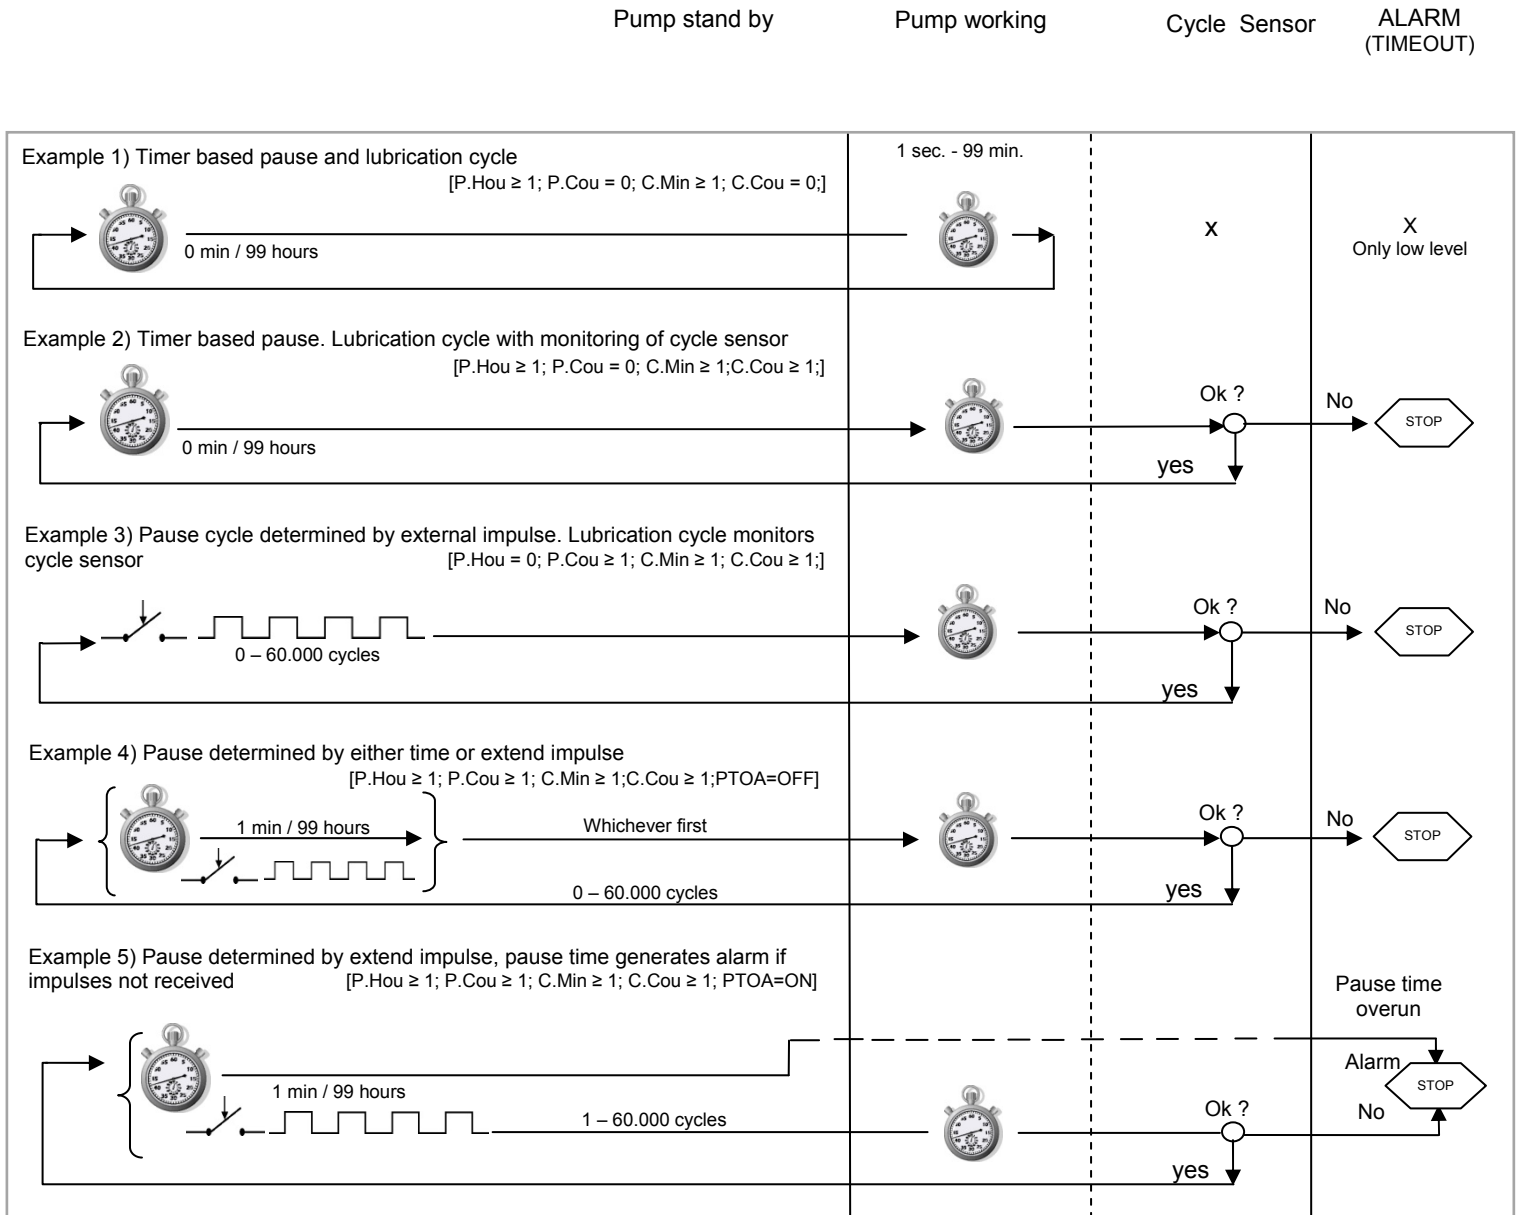 Pump stand by
Pump working
Cycle Sensor
ALARM
(TIMEOUT)
Example 1) Timer based pause and lubrication cycle
[P.Hou ≥ 1; P.Cou = 0; C.Min ≥ 1; C.Cou = 0;]
1 sec. - 99 min.
0 min / 99 hours
x
X
Only low level
Example 2) Timer based pause. Lubrication cycle with monitoring of cycle sensor
[P.Hou ≥ 1; P.Cou = 0; C.Min ≥ 1;C.Cou ≥ 1;]
0 min / 99 hours
Ok ?
No
STOP
yes
Example 3) Pause cycle determined by external impulse. Lubrication cycle monitors
cycle sensor
[P.Hou = 0; P.Cou ≥ 1; C.Min ≥ 1; C.Cou ≥ 1;]
0 – 60.000 cycles
Ok ?
No
STOP
yes
Example 4) Pause determined by either time or extend impulse
[P.Hou ≥ 1; P.Cou ≥ 1; C.Min ≥ 1;C.Cou ≥ 1;PTOA=OFF]
1 min / 99 hours
Whichever first
0 – 60.000 cycles
Ok ?
No
STOP
yes
Example 5) Pause determined by extend impulse, pause time generates alarm if
impulses not received
[P.Hou ≥ 1; P.Cou ≥ 1; C.Min ≥ 1; C.Cou ≥ 1; PTOA=ON]
Pause time
overun
1 min / 99 hours
1 – 60.000 cycles
Ok ?
Alarm
STOP
No
yes